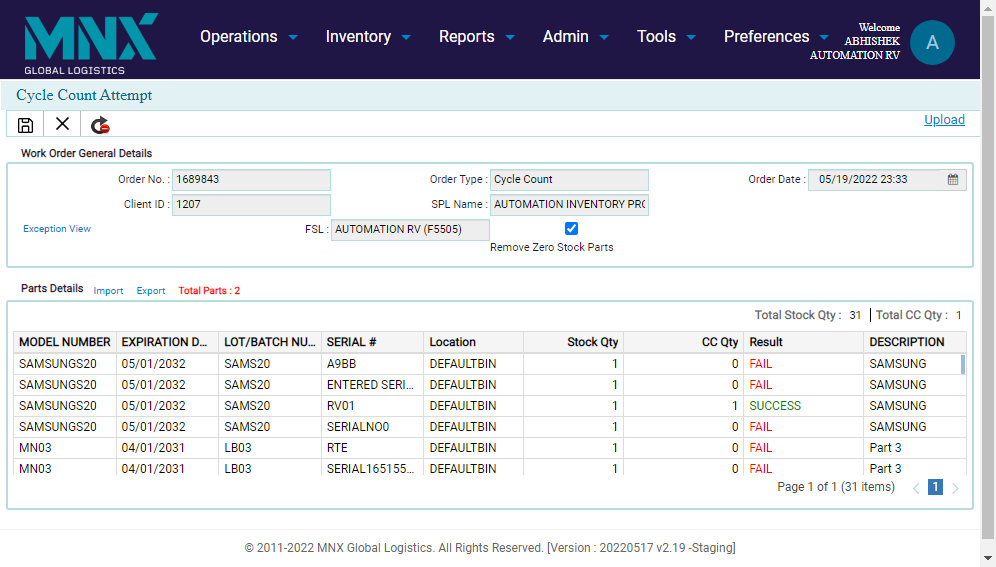 MNX
GLOBAL LOGISTICS
Operations Inventory Reports Admin Tools Preferences
Welcome
ABHISHEK
AUTOMATION RV
A
Cycle Count Attempt
Upload
Work Order General Details
Order No. : 1689843 Order Type : Cycle Count Order Date : 05/19/2022 23:33
Client ID : 1207 SPL Name : AUTOMATION INVENTORY PRO
Exception View FSL : AUTOMATION RV (F5505)
Remove Zero Stock Parts
Parts Details Import Export Total Parts : 2
Total Stock Qty : 31 Total CC Qty : 1
MODEL NUMBER EXPIRATION D... LOT/BATCH NU... SERIAL # Location Stock Qty CC Qty Result DESCRIPTION
SAMSUNGS20 05/01/2032 SAMS20 A9BB DEFAULTBIN 1 0 FAIL SAMSUNG
SAMSUNGS20 05/01/2032 SAMS20 ENTERED SERI... DEFAULTBIN 1 0 FAIL SAMSUNG
SAMSUNGS20 05/01/2032 SAMS20 RV01 DEFAULTBIN 1 1 SUCCESS SAMSUNG
SAMSUNGS20 05/01/2032 SAMS20 SERIALNO0 DEFAULTBIN 1 0 FAIL SAMSUNG
MN03 04/01/2031 LB03 RTE DEFAULTBIN 1 0 FAIL Part 3
MN03 04/01/2031 LB03 SERIAL165155... DEFAULTBIN 1 0 FAIL Part 3
Page 1 of 1 (31 items) 1
© 2011-2022 MNX Global Logistics. All Rights Reserved. [Version : 20220517 v2.19 -Staging]